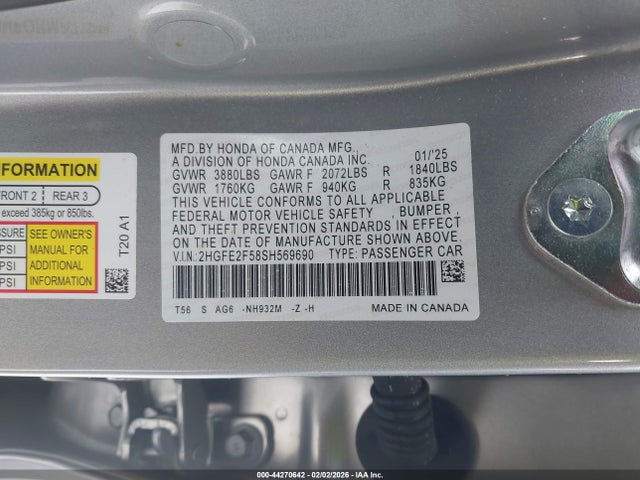 MFD.BY HONDA OF CANADA MFG.,
A DIVISION OF HONDA CANADA INC. 01/'25
GVWR 3880LBS GAWR F 2072LBS R 1840LBS
GVWR 1760KG GAWR F 940KG R 835KG
THIS VEHICLE CONFORMS TO ALL APPLICABLE
FEDERAL MOTOR VEHICLE SAFETY , BUMPER ,
AND THEFT PREVENTION STANDARDS IN EFFECT
ON THE DATE OF MANUFACTURE SHOWN ABOVE.
V.I.N:2HGFE2F58SH569690 TYPE:PASSENGER CAR
T56 S AG6 -NH932M -Z -H MADE IN CANADA
FORMATION
FRONT 2 REAR 3
exceed 385kg or 850lbs.
SSURE
PSI
PSI
PSI
SEE OWNER'S
MANUAL FOR
ADDITIONAL
INFORMATION
T20 A1
000-44270642 - 02/02/2026 - IAA Inc.